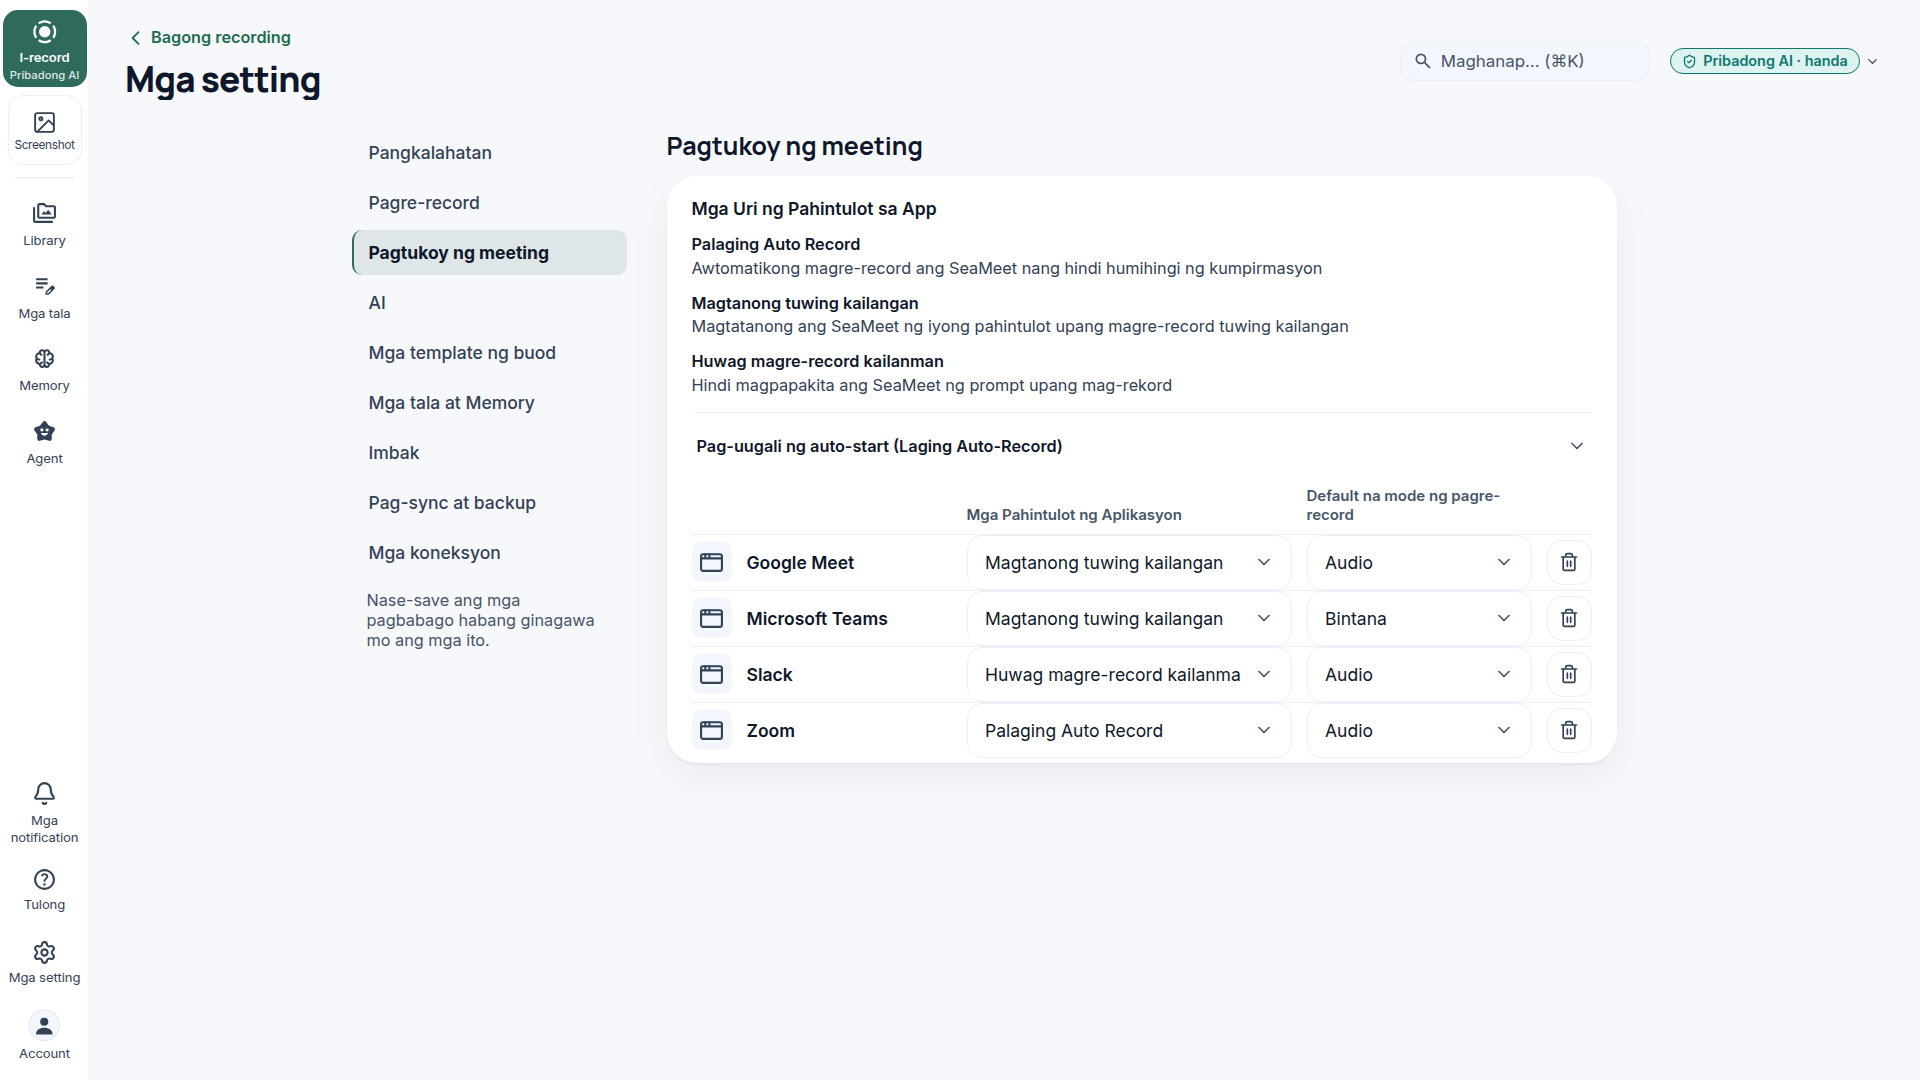 I-record
Pribadong AI
Screenshot
Library
Mga tala
Memory
Agent
Mga
notification
Tulong
Mga setting
Account
Bagong recording
Mga setting
Maghanap... (⌘K)
Pribadong AI · handa
Pangkalahatan
Pagre-record
Pagtukoy ng meeting
AI
Mga template ng buod
Mga tala at Memory
Imbak
Pag-sync at backup
Mga koneksyon
Nase-save ang mga
pagbabago habang ginagawa
mo ang mga ito.
Pagtukoy ng meeting
Mga Uri ng Pahintulot sa App
Palaging Auto Record
Awtomatikong magre-record ang SeaMeet nang hindi humihingi ng kumpirmasyon
Magtanong tuwing kailangan
Magtatanong ang SeaMeet ng iyong pahintulot upang magre-record tuwing kailangan
Huwag magre-record kailanman
Hindi magpapakita ang SeaMeet ng prompt upang mag-rekord
Pag-uugali ng auto-start (Laging Auto-Record)
Mga Pahintulot ng Aplikasyon
Default na mode ng pagre-
record
Google Meet
Magtanong tuwing kailangan
Audio
Microsoft Teams
Magtanong tuwing kailangan
Bintana
Slack
Huwag magre-record kailanma
Audio
Zoom
Palaging Auto Record
Audio